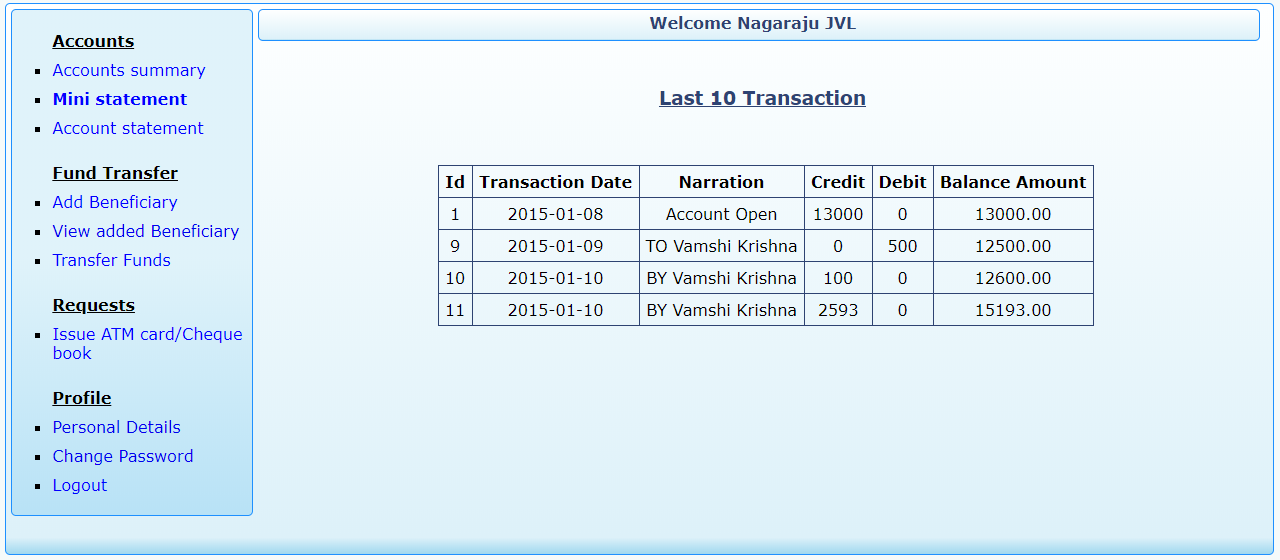 Welcome Nagaraju JVL
Accounts
Accounts summary
Mini statement
Account statement
Fund Transfer
Add Beneficiary
View added Beneficiary
Transfer Funds
Requests
Issue ATM card/Cheque
book
Profile
Personal Details
Change Password
Logout
Last 10 Transaction
Id Transaction Date Narration Credit Debit Balance Amount
1 2015-01-08 Account Open 13000 0 13000.00
9 2015-01-09 TO Vamshi Krishna 0 500 12500.00
10 2015-01-10 BY Vamshi Krishna 100 0 12600.00
11 2015-01-10 BY Vamshi Krishna 2593 0 15193.00